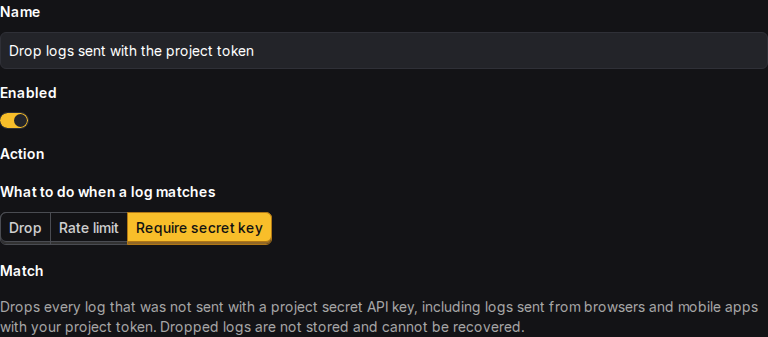 Name
Drop logs sent with the project token
Enabled
Action
What to do when a log matches
Drop Rate limit Require secret key
Match
Drops every log that was not sent with a project secret API key, including logs sent from browsers and mobile apps
with your project token. Dropped logs are not stored and cannot be recovered.